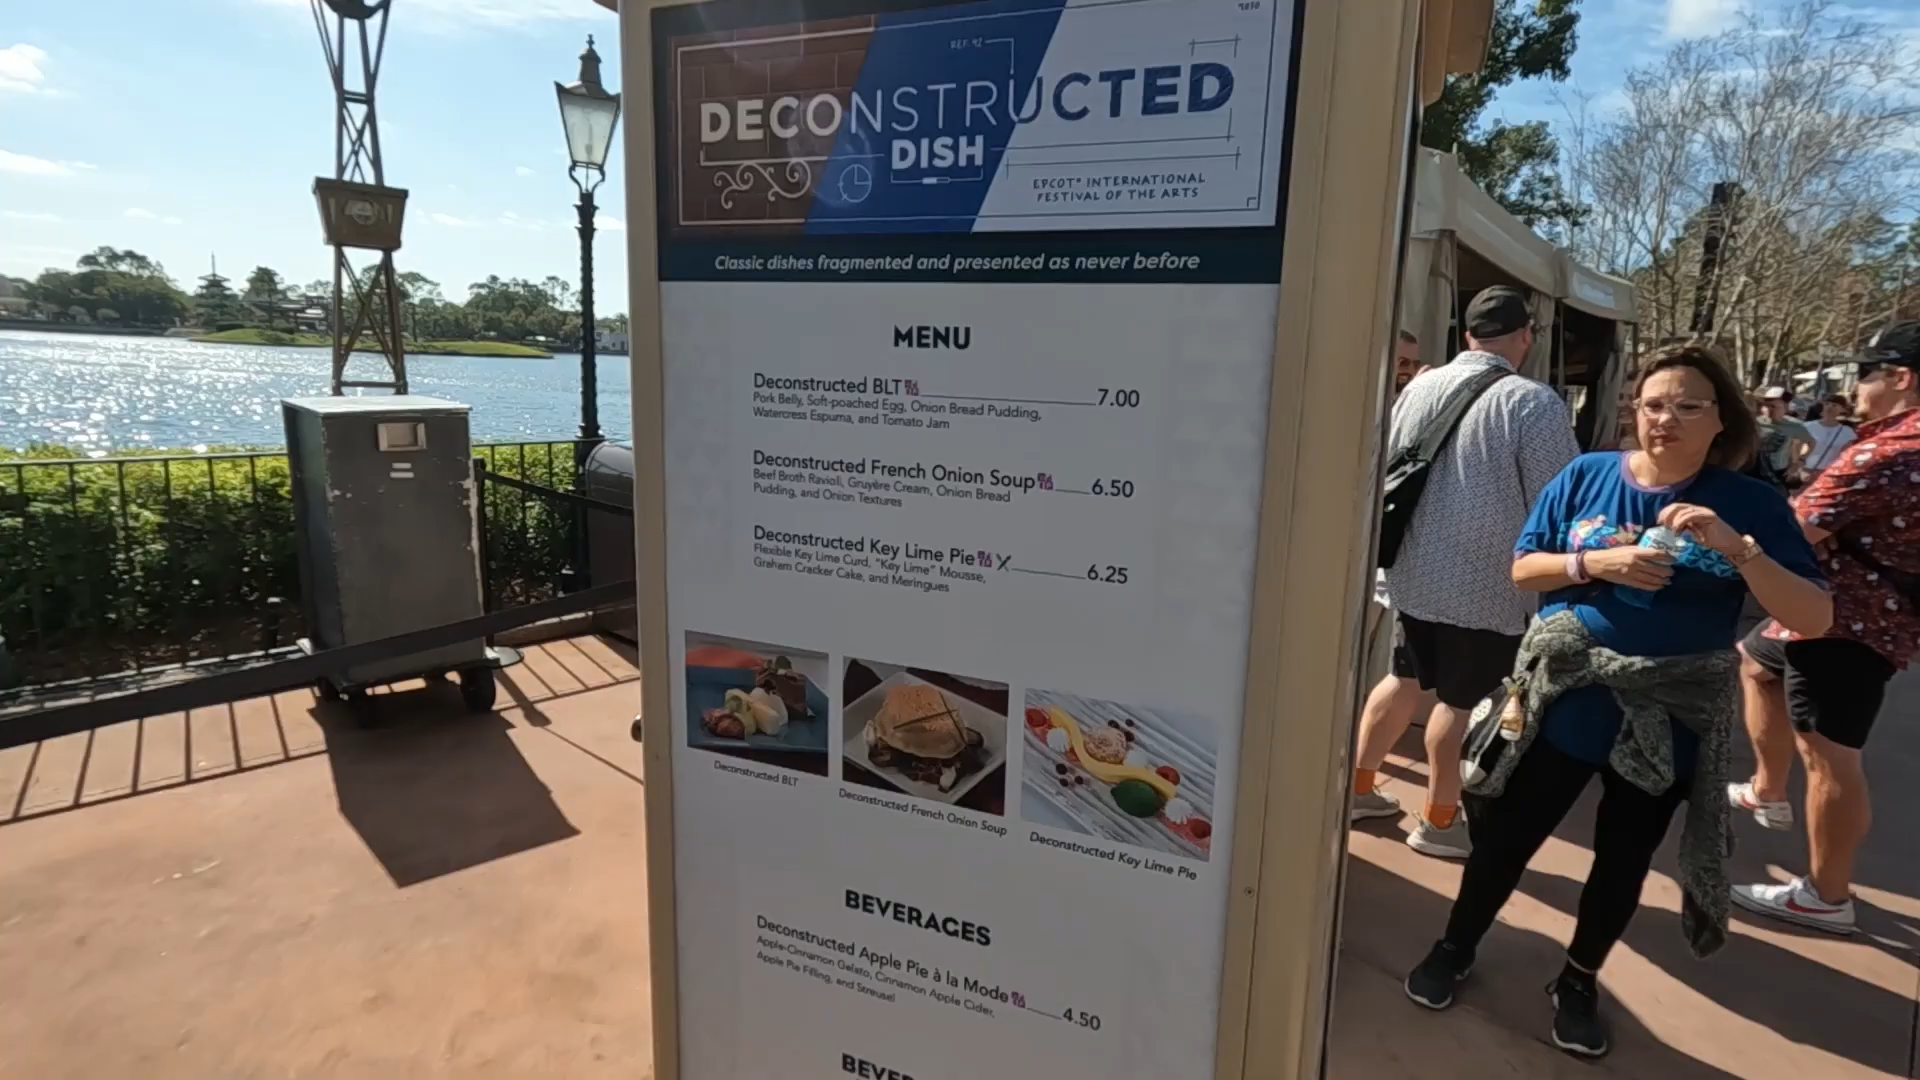 REF. 92
DECONSTRUCTED
DISH
EPCOT® INTERNATIONAL
FESTIVAL OF THE ARTS
Classic dishes fragmented and presented as never before
MENU
Deconstructed BLT 7.00
Pork Belly, Soft-poached Egg, Onion Bread Pudding,
Watercress Espuma, and Tomato Jam
Deconstructed French Onion Soup 6.50
Beef Broth Ravioli, Gruyère Cream, Onion Bread
Pudding, and Onion Textures
Deconstructed Key Lime Pie 6.25
Flexible Key Lime Curd, "Key Lime" Mousse,
Graham Cracker Cake, and Meringues
Deconstructed BLT
Deconstructed French Onion Soup
Deconstructed Key Lime Pie
BEVERAGES
Deconstructed Apple Pie à la Mode 4.50
Apple-Cinnamon Gelato, Cinnamon Apple Cider,
Apple Pie Filling, and Streusel